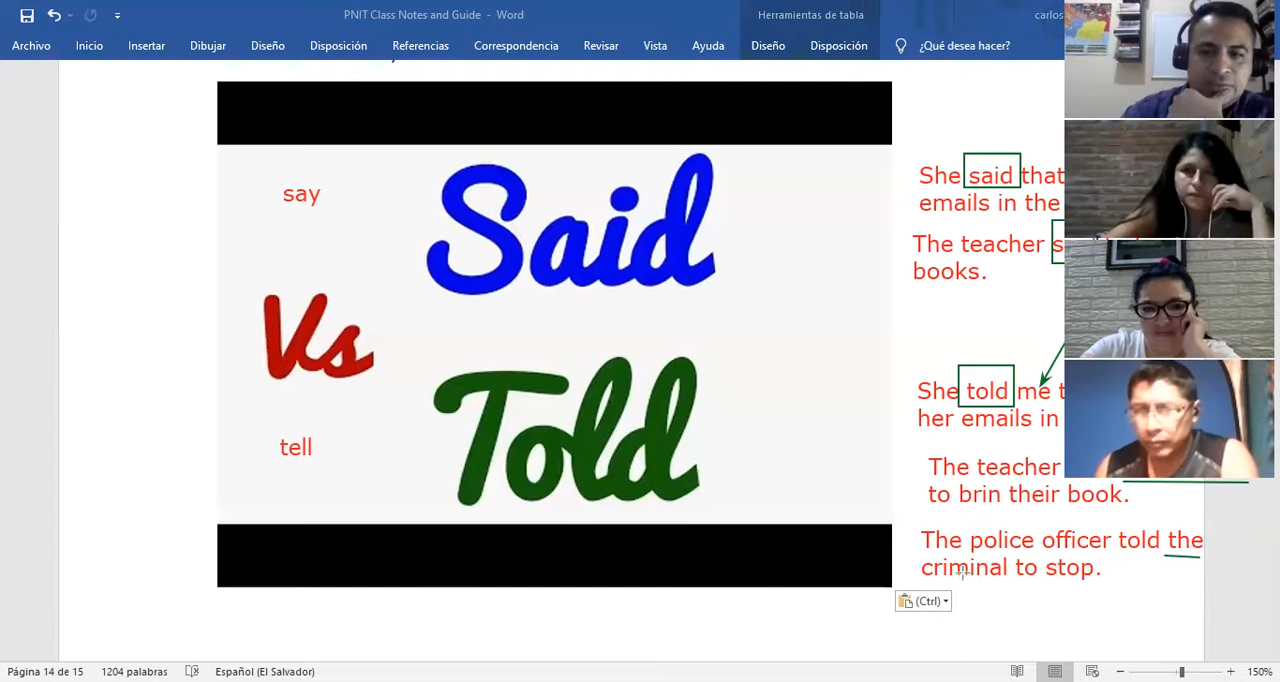 PNIT Class Notes and Guide - Word
Herramientas de tabla
carlos
Archivo Inicio Insertar Dibujar Diseño Disposición Referencias Correspondencia Revisar Vista Ayuda Diseño Disposición ¿Qué desea hacer?
say
Said
Vs
tell
Told
She said that
emails in the
The teacher
books.
She told me
her emails in
The teacher
to brin their book.
The police officer told the
criminal to stop.
(Ctrl)
Página 14 de 15 1204 palabras Español (El Salvador) 150%